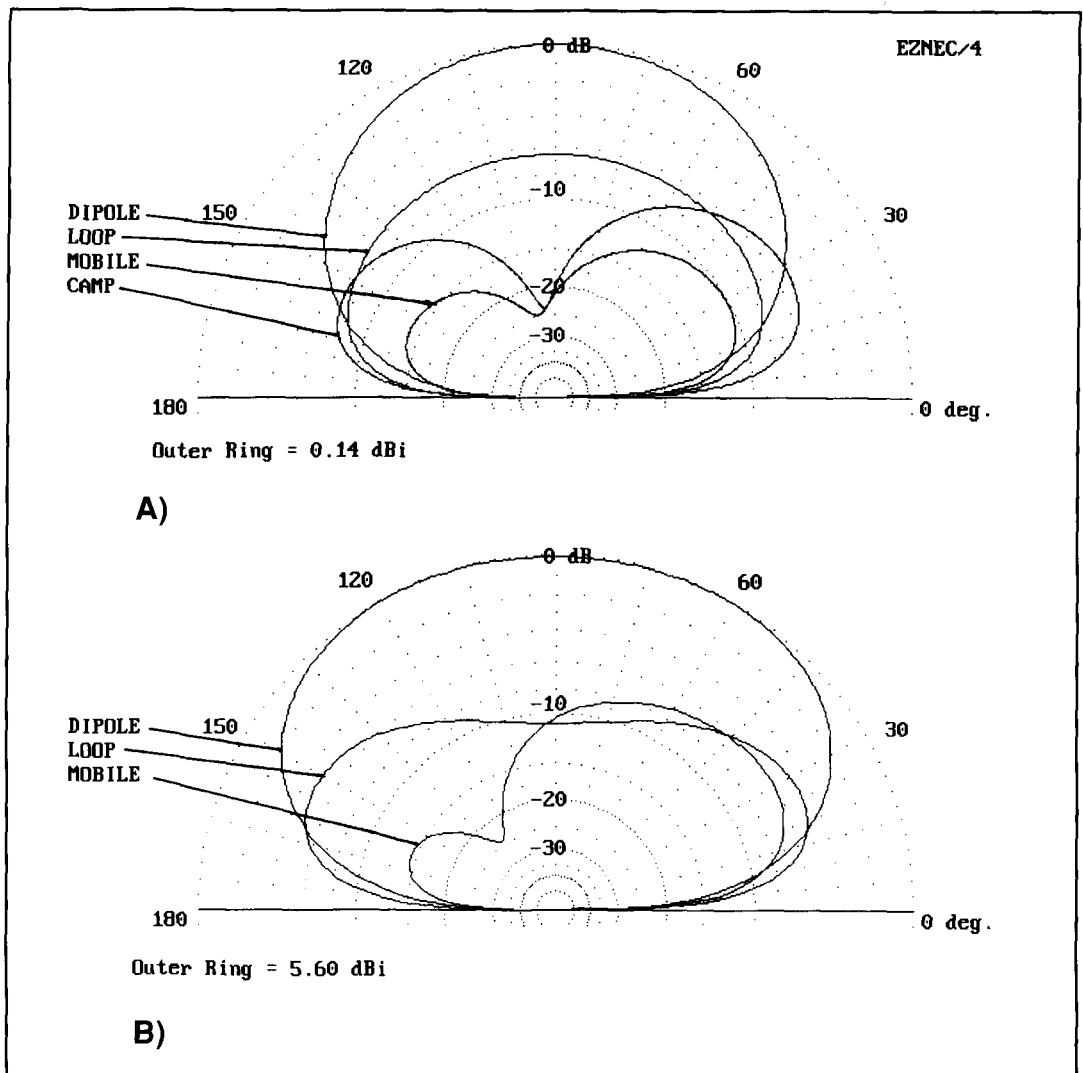 0 dB
EZNEC/4
120
60
-10
DIPOLE
150
30
LOOP
MOBILE
CAMP
-20
-30
180
0 deg.
Outer Ring = 0.14 dBi
A)
0 dB
120
60
-10
DIPOLE
150
30
LOOP
MOBILE
-20
-30
180
0 deg.
Outer Ring = 5.60 dBi
B)